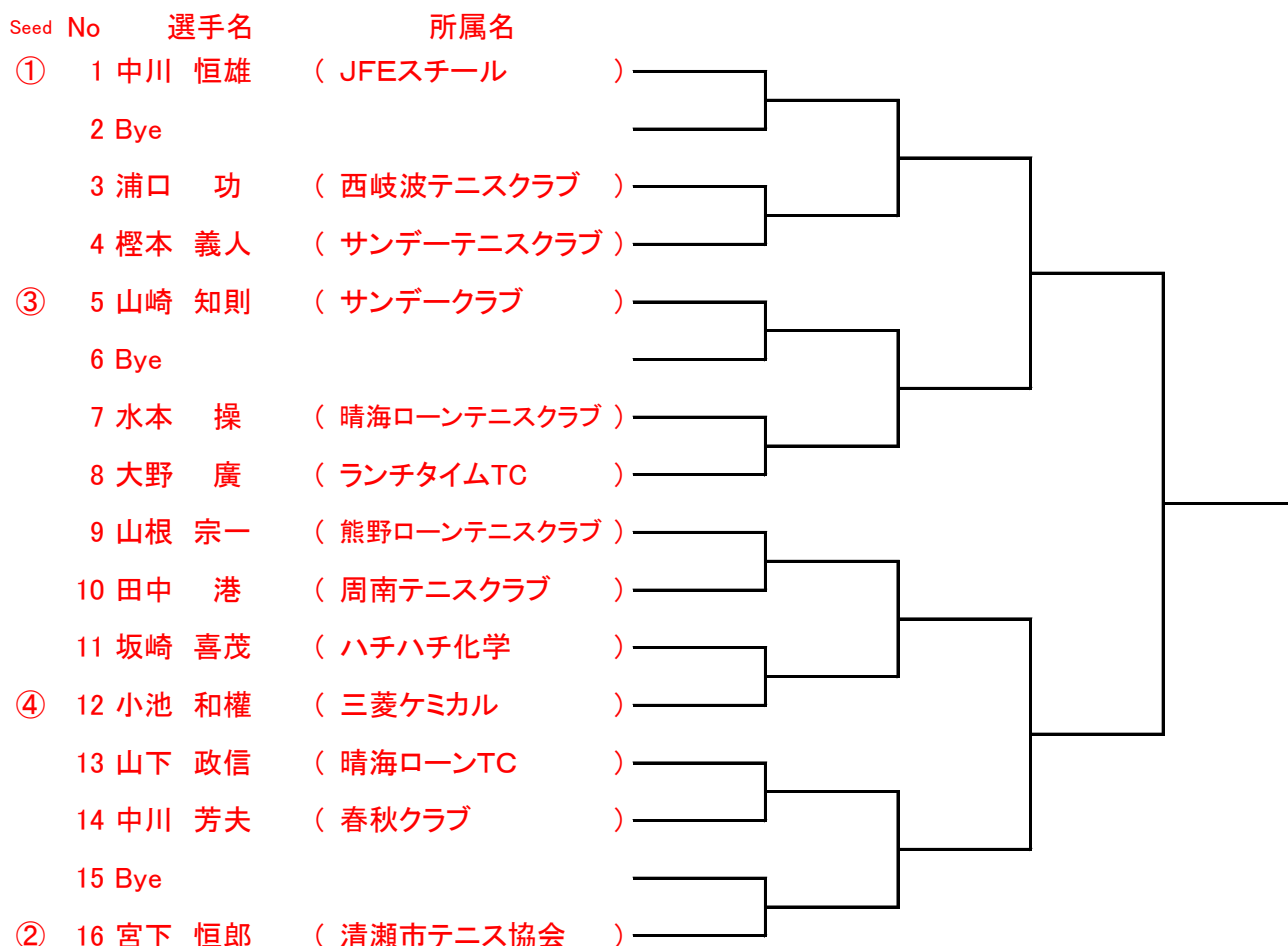 Seed No 選手名 所属名
① 1 中川 恒雄 ( JFEスチール )
2 Bye
3 浦口 功 ( 西岐波テニスクラブ )
4 樫本 義人 ( サンデーテニスクラブ )
③ 5 山崎 知則 ( サンデークラブ )
6 Bye
7 水本 操 ( 晴海ローンテニスクラブ )
8 大野 廣 ( ランチタイムTC )
9 山根 宗一 ( 熊野ローンテニスクラブ )
10 田中 港 ( 周南テニスクラブ )
11 坂崎 喜茂 ( ハチハチ化学 )
④ 12 小池 和權 ( 三菱ケミカル )
13 山下 政信 ( 晴海ローンTC )
14 中川 芳夫 ( 春秋クラブ )
15 Bye
② 16 宮下 恒郎 ( 清瀬市テニス協会 )